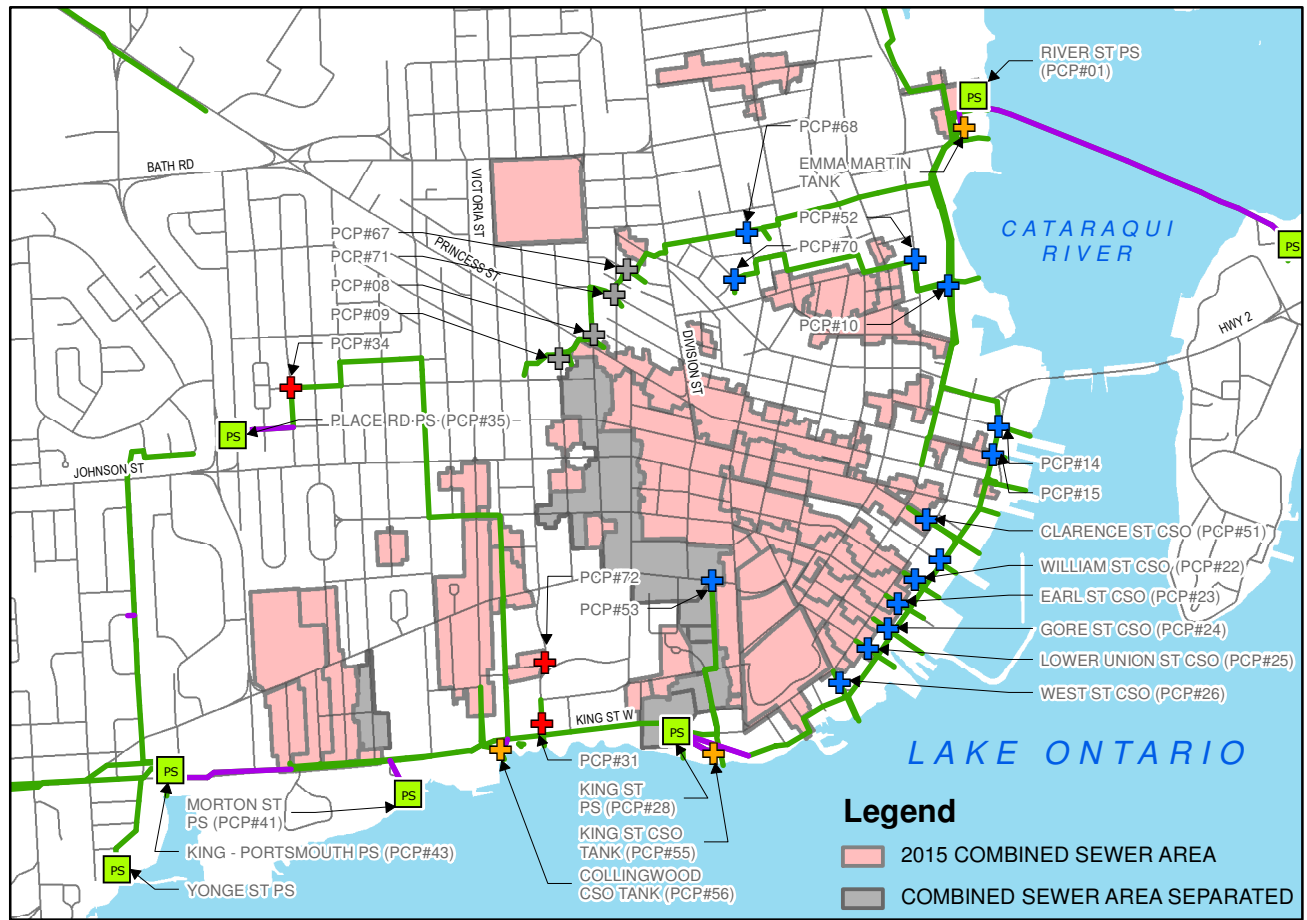 RIVER ST PS
(PCP#01)
PS
PCP#68
EMMA MARTIN
TANK
BATH RD
VICTORIA ST
PCP#52
CATARAQUI
RIVER
PCP#67
PRINCESS ST
PCP#70
PS
PCP#71
PCP#08
PCP#09
PCP#10
HWY 2
PCP#34
DIVISION ST
PLACE RD PS (PCP#35)
PS
JOHNSON ST
PCP#14
PCP#15
CLARENCE ST CSO (PCP#51)
WILLIAM ST CSO (PCP#22)
PCP#72
EARL ST CSO (PCP#23)
PCP#53
GORE ST CSO (PCP#24)
LOWER UNION ST CSO (PCP#25)
WEST ST CSO (PCP#26)
KING ST W
PS
LAKE ONTARIO
PCP#31
PS
PS
KING ST
PS (PCP#28)
MORTON ST
PS (PCP#41)
KING ST CSO
TANK (PCP#55)
KING - PORTSMOUTH PS (PCP#43)
COLLINGWOOD
CSO TANK (PCP#56)
PS
YONGE ST PS
Legend
2015 COMBINED SEWER AREA
COMBINED SEWER AREA SEPARATED